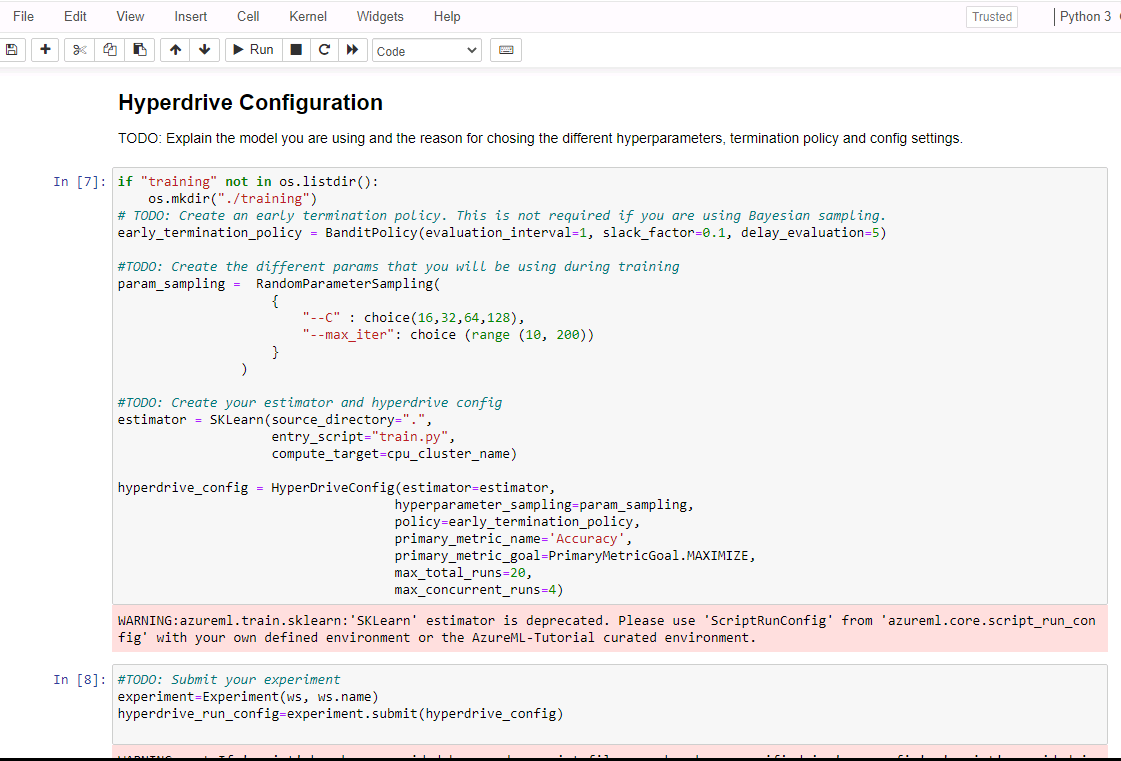 File Edit View Insert Cell Kernel Widgets Help Trusted Python 3
Run Code
Hyperdrive Configuration
TODO: Explain the model you are using and the reason for chosing the different hyperparameters, termination policy and config settings.
In [7]: if "training" not in os.listdir():
    os.mkdir("./training")
# TODO: Create an early termination policy. This is not required if you are using Bayesian sampling.
early_termination_policy = BanditPolicy(evaluation_interval=1, slack_factor=0.1, delay_evaluation=5)
#TODO: Create the different params that you will be using during training
param_sampling =  RandomParameterSampling(
                    {
                        "--C" : choice(16,32,64,128),
                        "--max_iter": choice (range (10, 200))
                    }
                )
#TODO: Create your estimator and hyperdrive config
estimator = SKLearn(source_directory=".",
                    entry_script="train.py",
                    compute_target=cpu_cluster_name)
hyperdrive_config = HyperDriveConfig(estimator=estimator,
                                    hyperparameter_sampling=param_sampling,
                                    policy=early_termination_policy,
                                    primary_metric_name='Accuracy',
                                    primary_metric_goal=PrimaryMetricGoal.MAXIMIZE,
                                    max_total_runs=20,
                                    max_concurrent_runs=4)
WARNING:azureml.train.sklearn:'SKLearn' estimator is deprecated. Please use 'ScriptRunConfig' from 'azureml.core.script_run_con
fig' with your own defined environment or the AzureML-Tutorial curated environment.
In [8]: #TODO: Submit your experiment
experiment=Experiment(ws, ws.name)
hyperdrive_run_config=experiment.submit(hyperdrive_config)